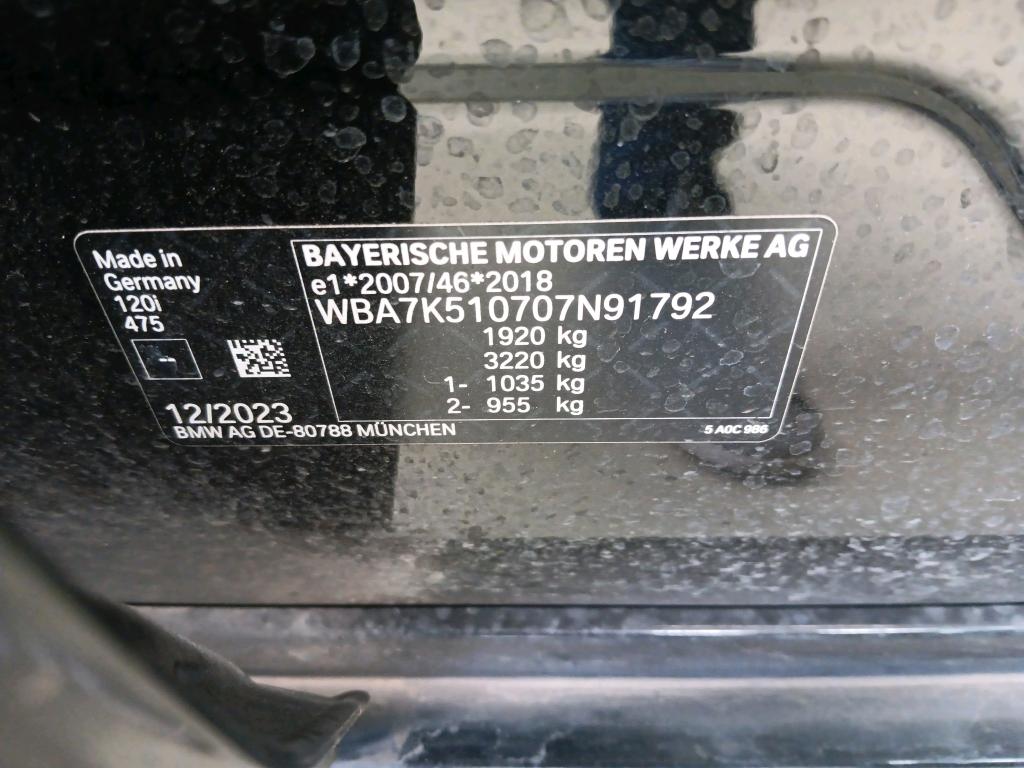 Made in
Germany
120i
475
12/2023
BMW AG DE-80788 MÜNCHEN
BAYERISCHE MOTOREN WERKE AG
e1*2007/46*2018
WBA7K510707N91792
1920 kg
3220 kg
1- 1035 kg
2- 955 kg
5 A0C 986